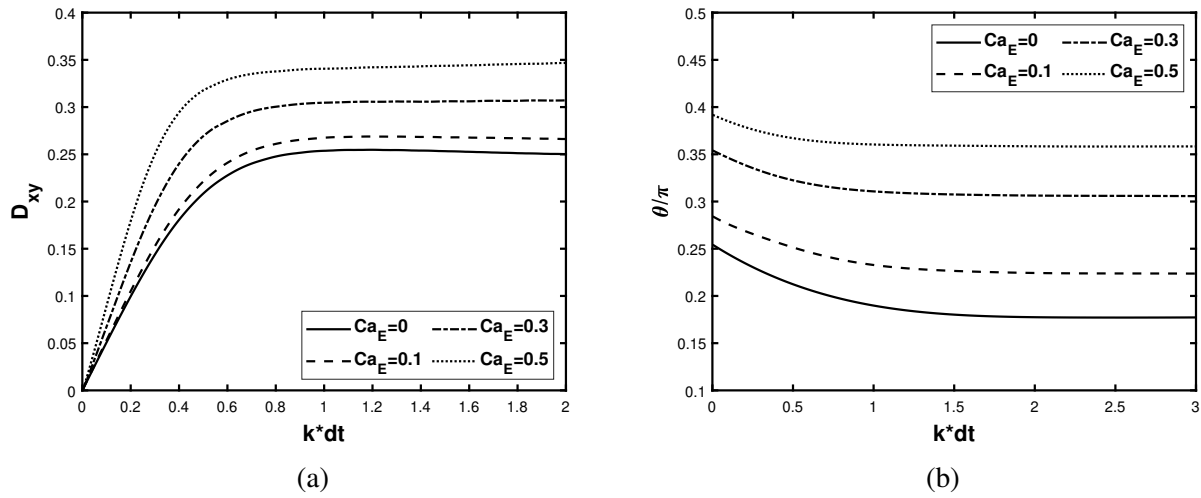 0.4
0.35
0.3
0.25
0.2
0.15
0.1
0.05
0
D_xy
Ca_E=0 Ca_E=0.3
Ca_E=0.1 Ca_E=0.5
0 0.2 0.4 0.6 0.8 1 1.2 1.4 1.6 1.8 2
k*dt
(a)
0.5
0.45
0.4
0.35
0.3
0.25
0.2
0.15
0.1
θ/π
Ca_E=0 Ca_E=0.3
Ca_E=0.1 Ca_E=0.5
0 0.5 1 1.5 2 2.5 3
k*dt
(b)